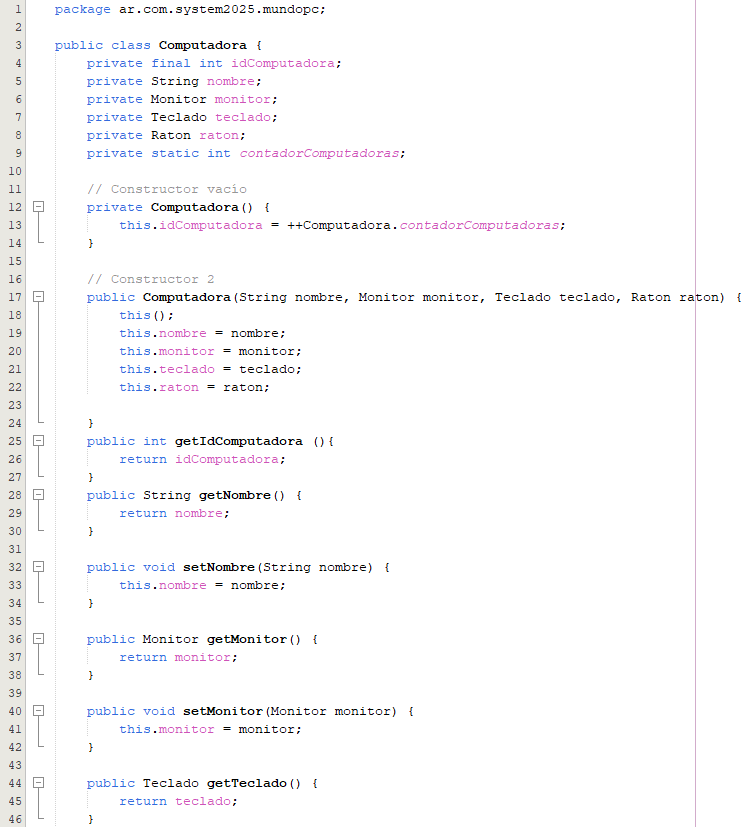 1 package ar.com.system2025.mundopc;
2
3 public class Computadora {
4     private final int idComputadora;
5     private String nombre;
6     private Monitor monitor;
7     private Teclado teclado;
8     private Raton raton;
9     private static int contadorComputadoras;
10
11     // Constructor vacío
12     private Computadora() {
13         this.idComputadora = ++Computadora.contadorComputadoras;
14     }
15
16     // Constructor 2
17     public Computadora(String nombre, Monitor monitor, Teclado teclado, Raton raton) {
18         this();
19         this.nombre = nombre;
20         this.monitor = monitor;
21         this.teclado = teclado;
22         this.raton = raton;
23
24     }
25     public int getIdComputadora (){
26         return idComputadora;
27     }
28     public String getNombre() {
29         return nombre;
30     }
31
32     public void setNombre(String nombre) {
33         this.nombre = nombre;
34     }
35
36     public Monitor getMonitor() {
37         return monitor;
38     }
39
40     public void setMonitor(Monitor monitor) {
41         this.monitor = monitor;
42     }
43
44     public Teclado getTeclado() {
45         return teclado;
46     }